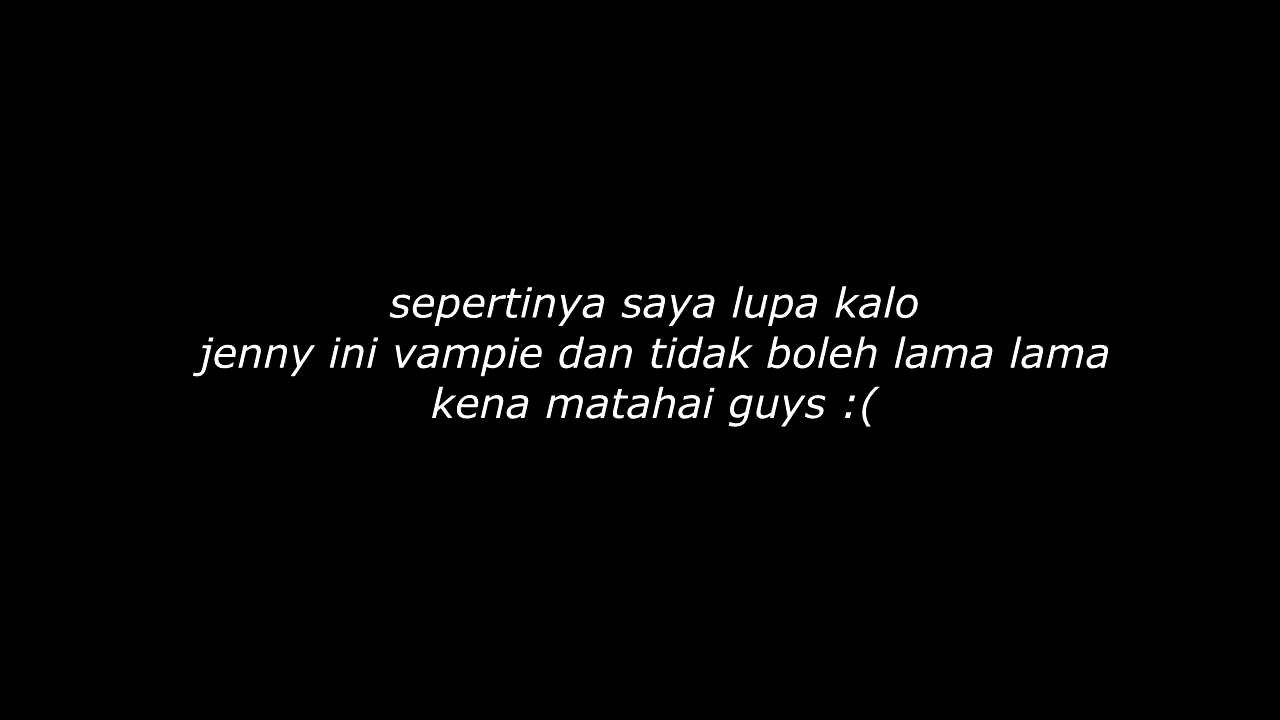 sepertinya saya lupa kalo
jenny ini vampie dan tidak boleh lama lama
kena matahai guys :(